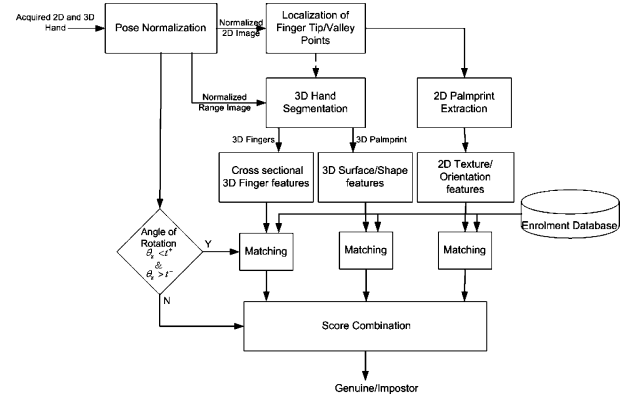 Acquired 2D and 3D
Hand
Pose Normalization
Normalized
2D Image
Localization of
Finger Tip/Valley
Points
Normalized
Range Image
3D Hand
Segmentation
2D Palmprint
Extraction
3D Fingers
3D Palmprint
Cross sectional
3D Finger features
3D Surface/Shape
features
2D Texture/
Orientation
features
Enrolment Database
Angle of
Rotation
θx < t+
&
θx > t−
Y
N
Matching
Matching
Matching
Score Combination
Genuine/Impostor